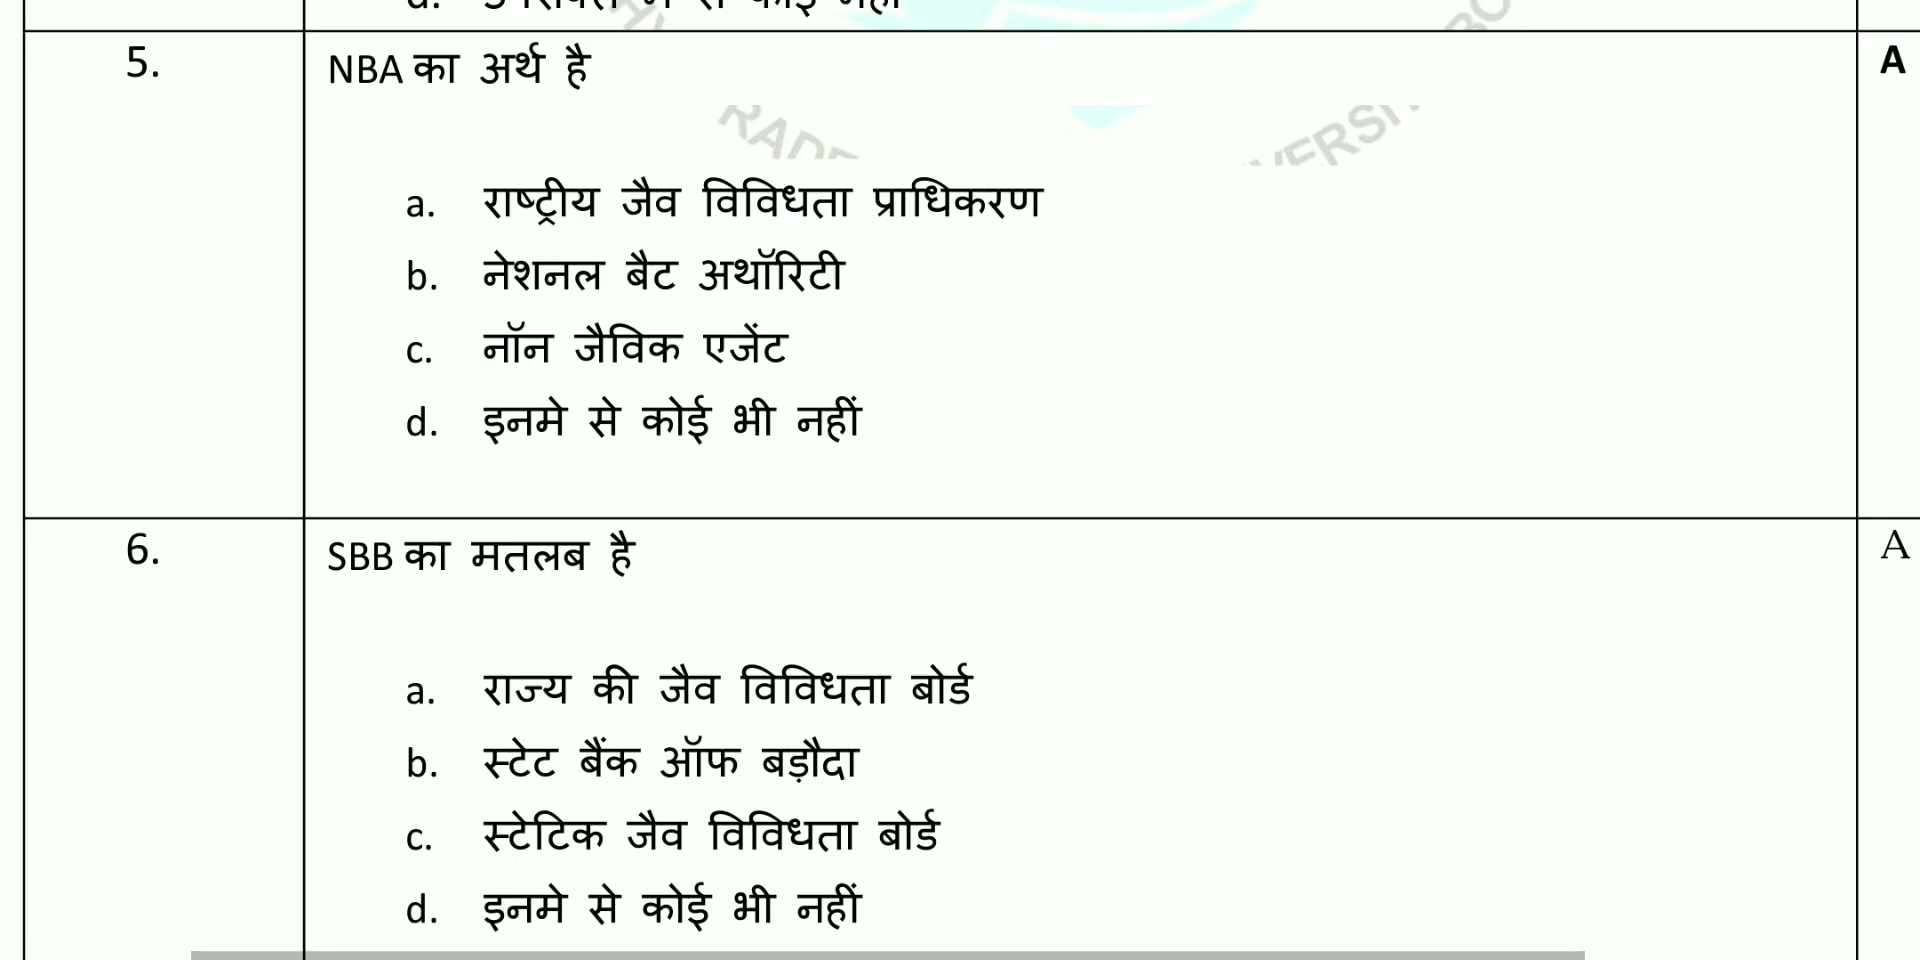 5.
NBA का अर्थ है
A
a. राष्ट्रीय जैव विविधता प्राधिकरण
b. नेशनल बैट अथॉरिटी
c. नॉन जैविक एजेंट
d. इनमे से कोई भी नहीं
6.
SBB का मतलब है
A
a. राज्य की जैव विविधता बोर्ड
b. स्टेट बैंक ऑफ बड़ौदा
c. स्टेटिक जैव विविधता बोर्ड
d. इनमे से कोई भी नहीं